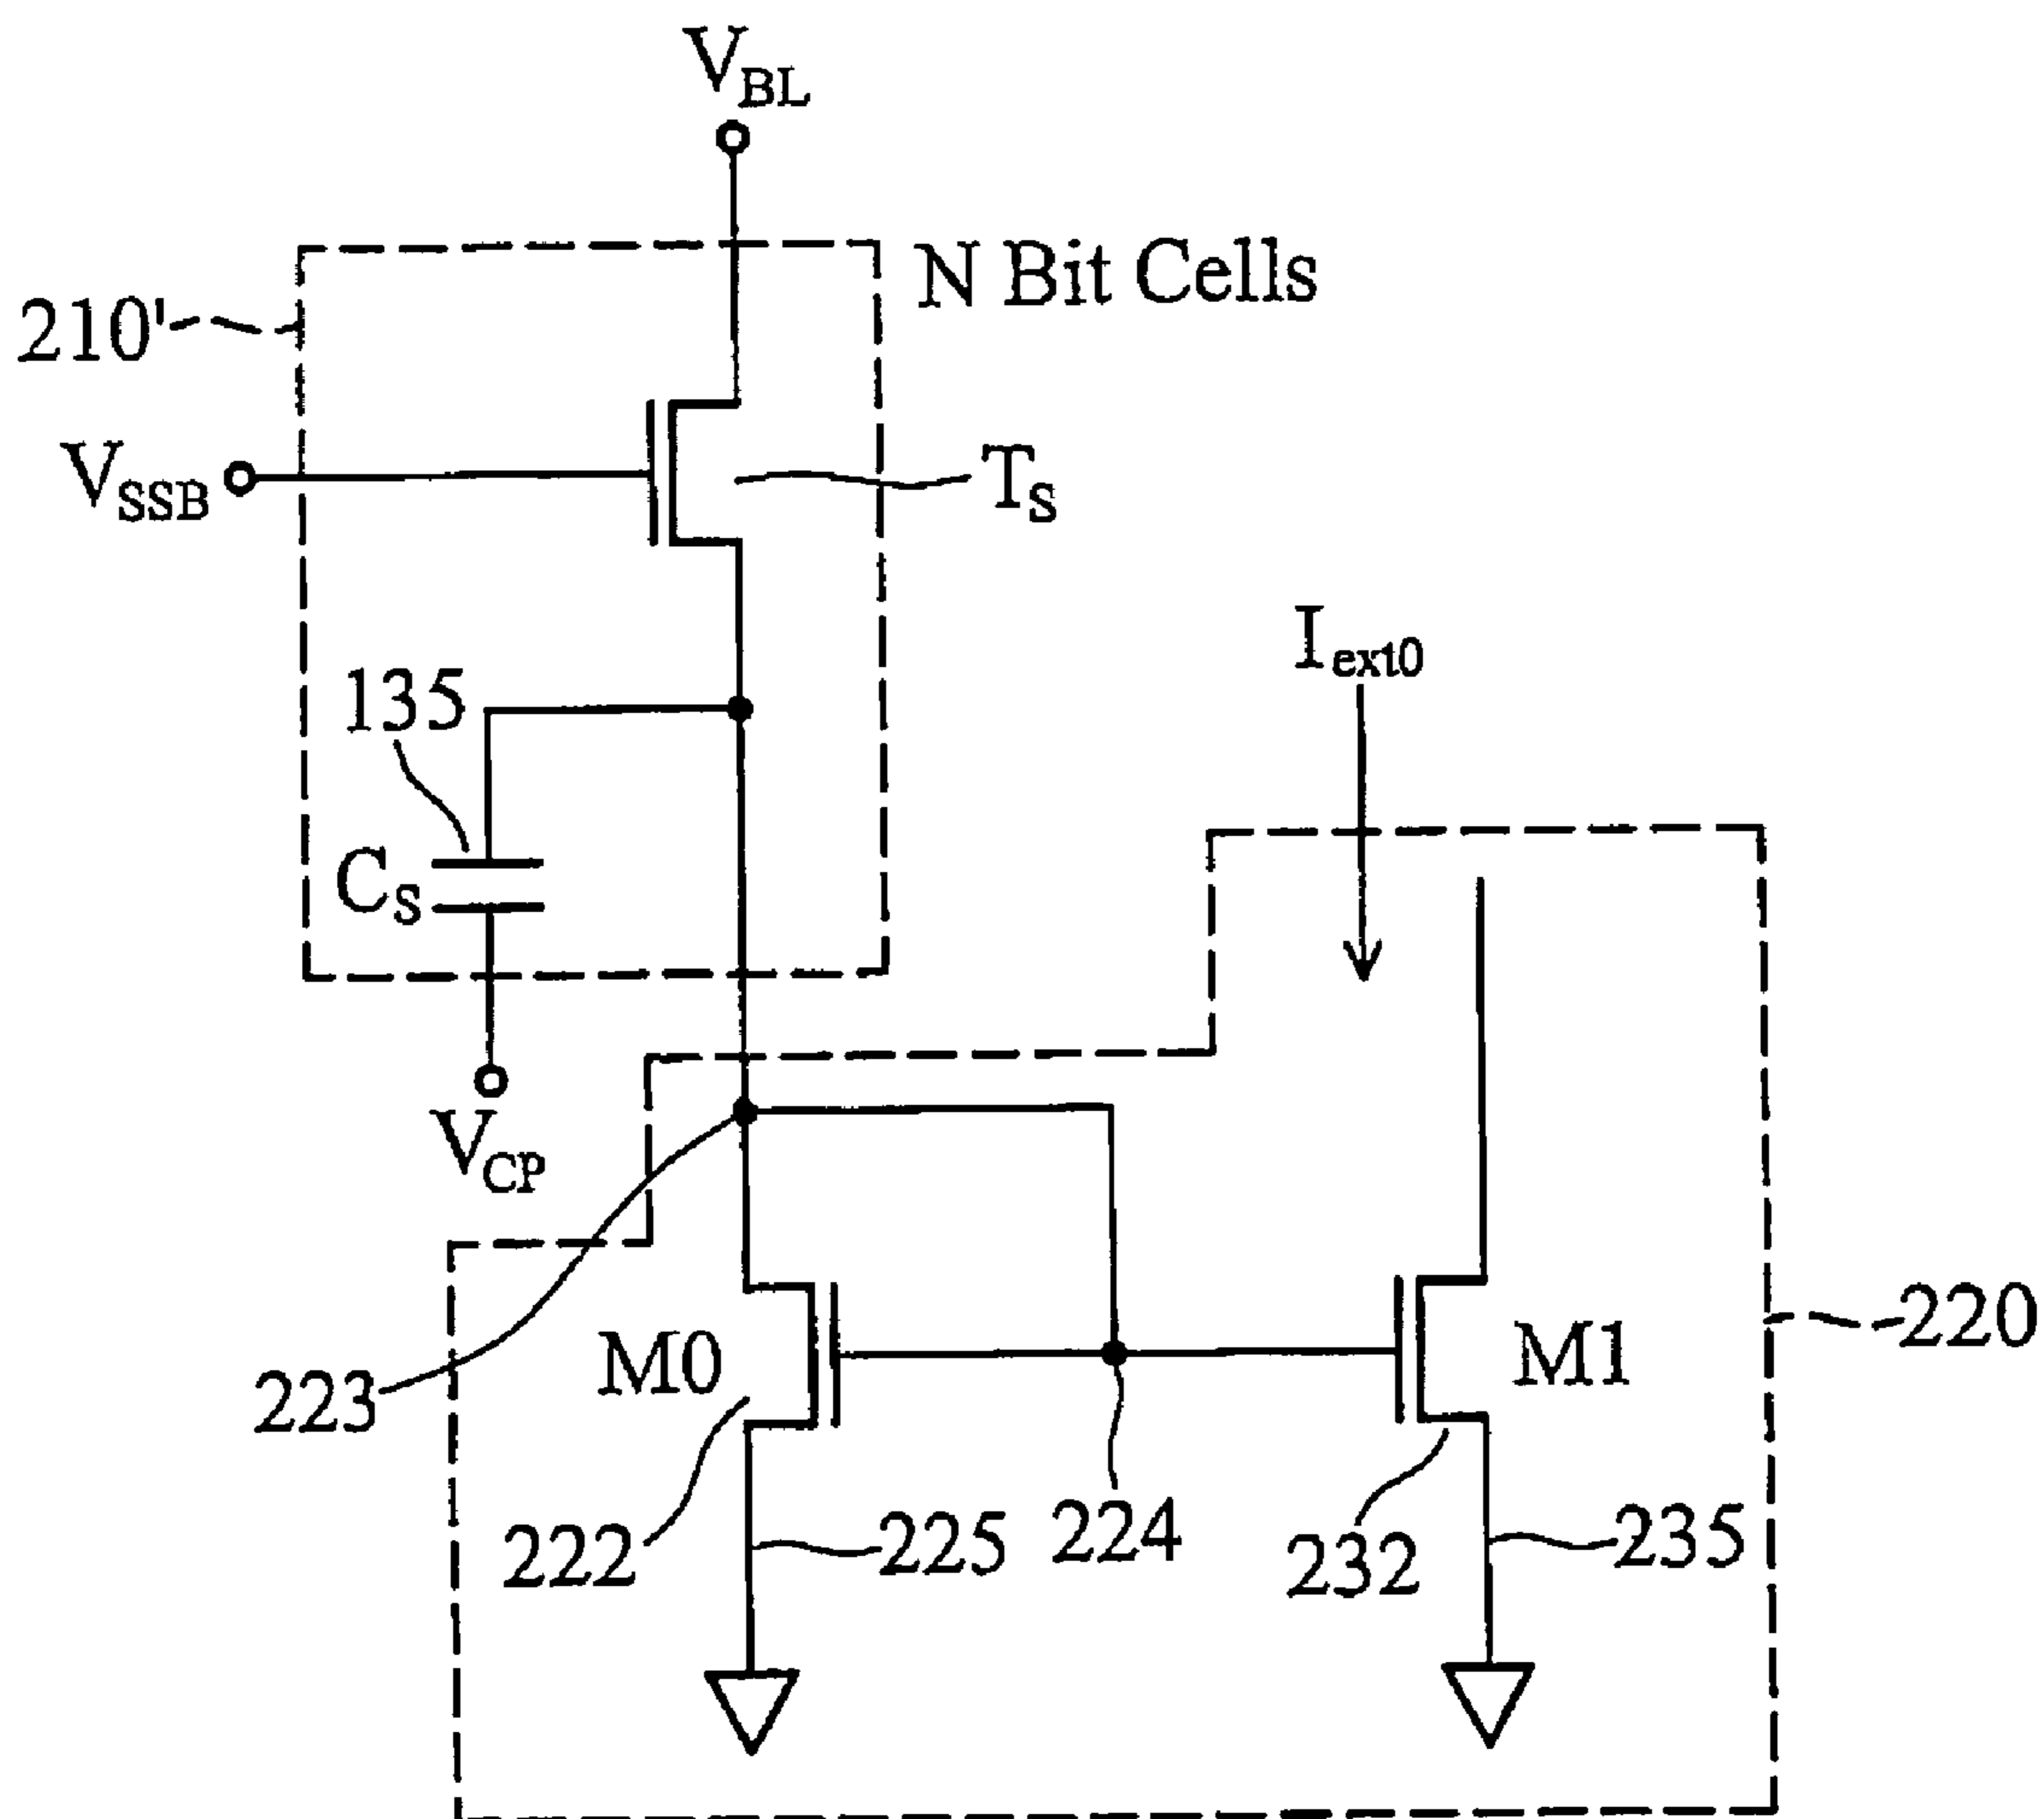 VBL
N Bit Cells
210'
VSSB
TS
Iext0
135
CS
VCP
220
M0
M1
223
222
225
224
232
235